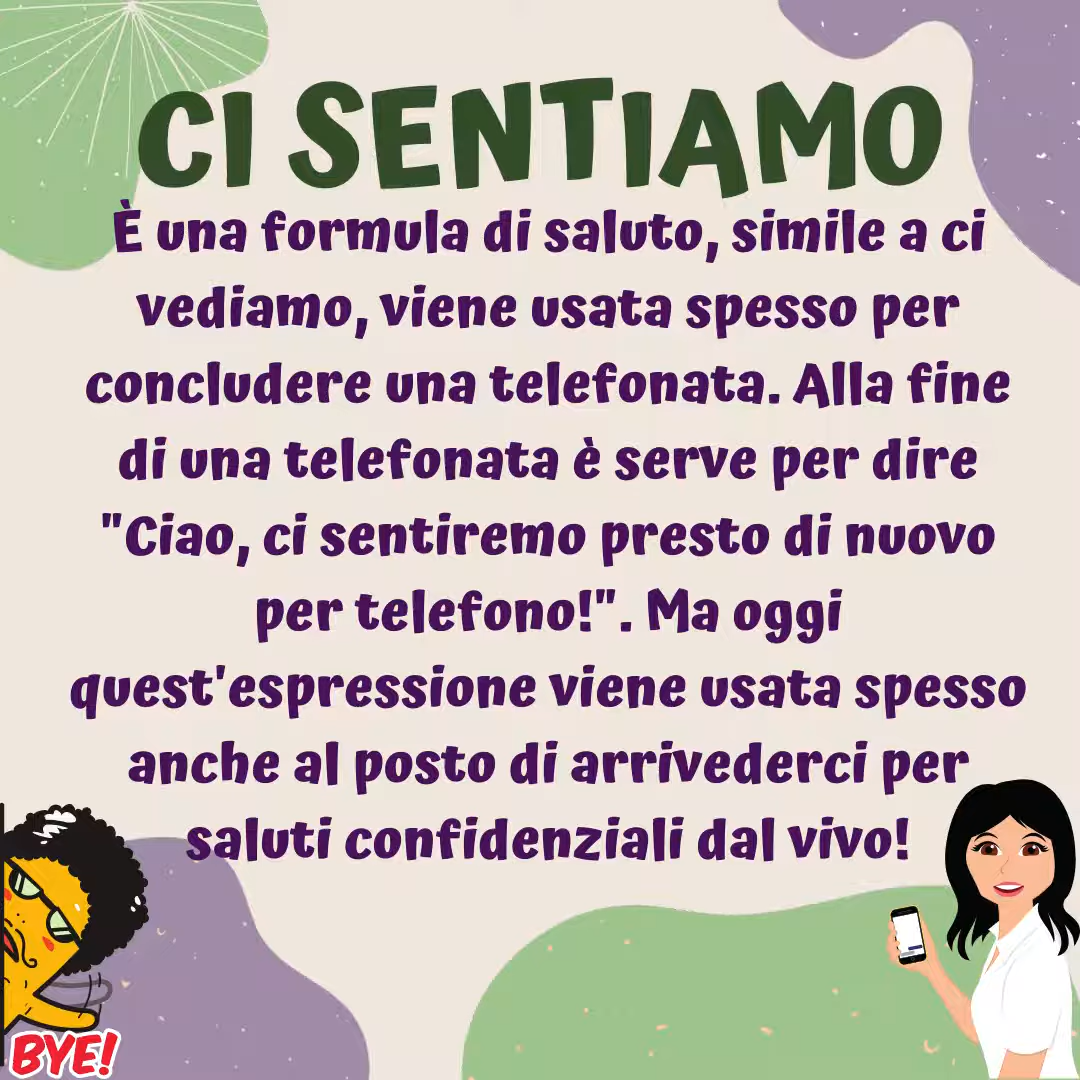 CI SENTIAMO
È una formula di saluto, simile a ci
vediamo, viene usata spesso per
concludere una telefonata. Alla fine
di una telefonata è serve per dire
"Ciao, ci sentiremo presto di nuovo
per telefono!". Ma oggi
quest'espressione viene usata spesso
anche al posto di arrivederci per
saluti confidenziali dal vivo!
BYE!